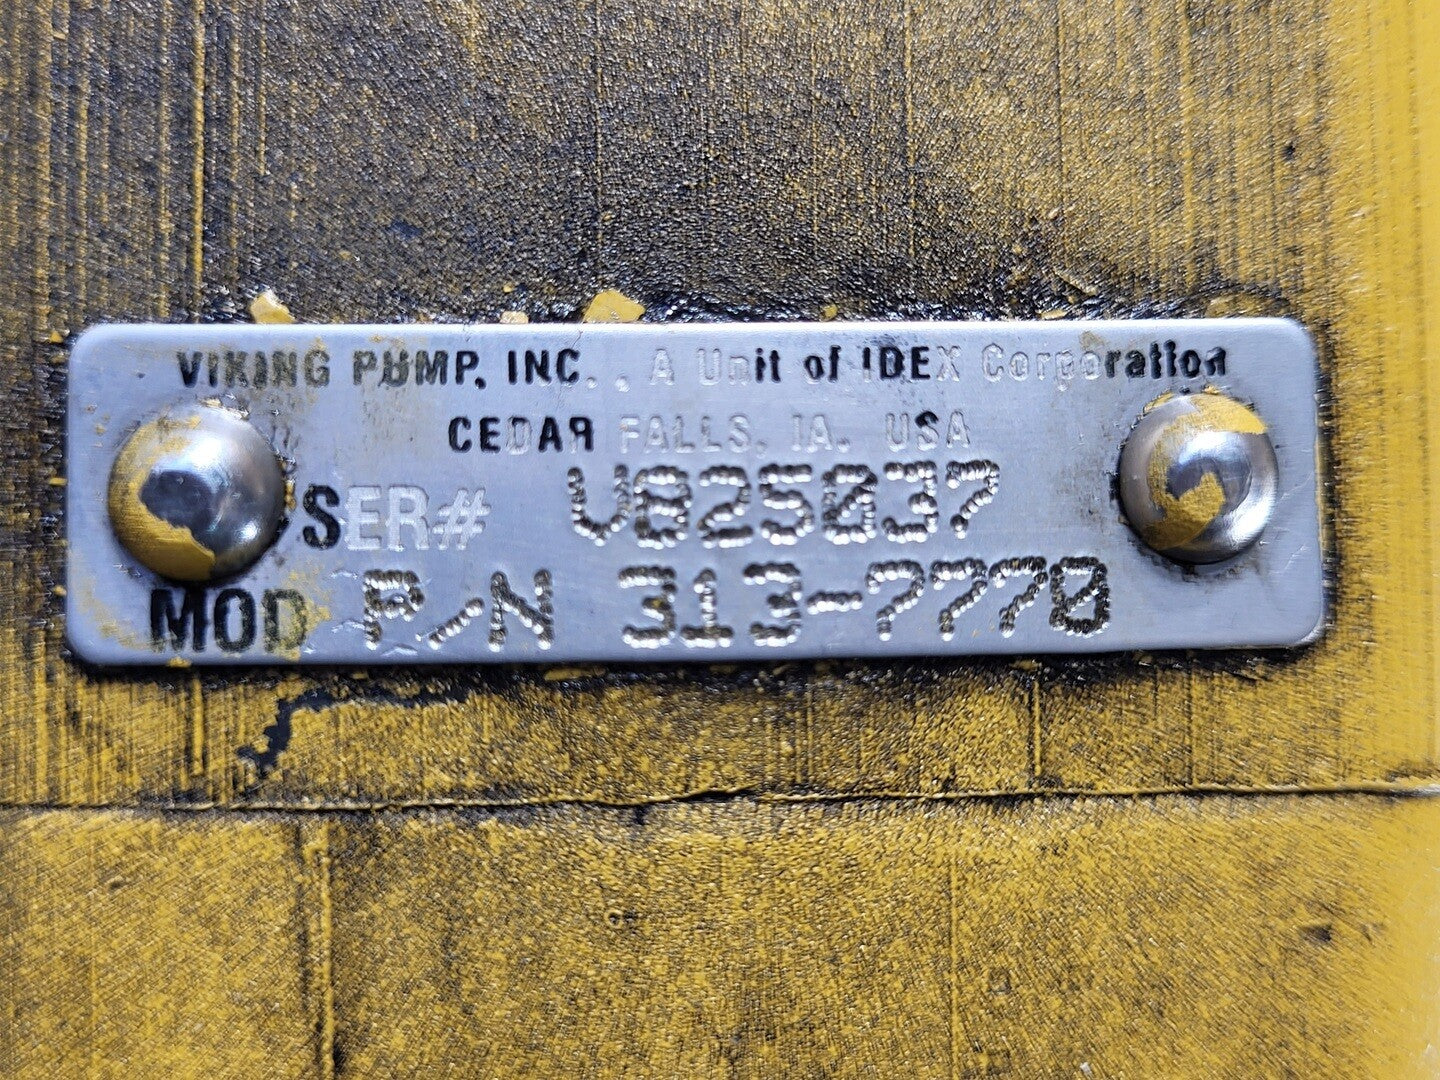 VIKING PUMP, INC., A Unit of IDEX Corporation
CEDAR FALLS, IA. USA
SER# V825037
MOD P/N 313-7770